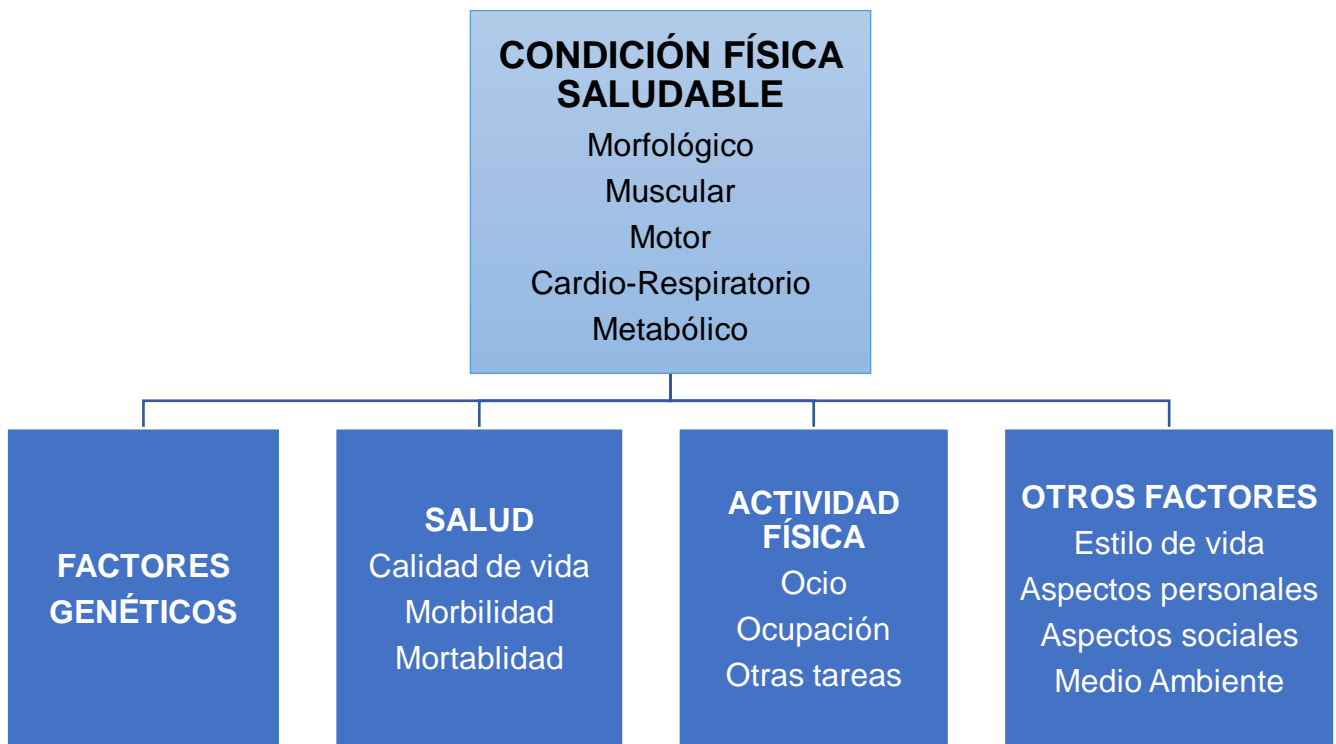 CONDICIÓN FÍSICA
SALUDABLE
Morfológico
Muscular
Motor
Cardio-Respiratorio
Metabólico
FACTORES
GENÉTICOS
SALUD
Calidad de vida
Morbilidad
Mortablidad
ACTIVIDAD
FÍSICA
Ocio
Ocupación
Otras tareas
OTROS FACTORES
Estilo de vida
Aspectos personales
Aspectos sociales
Medio Ambiente